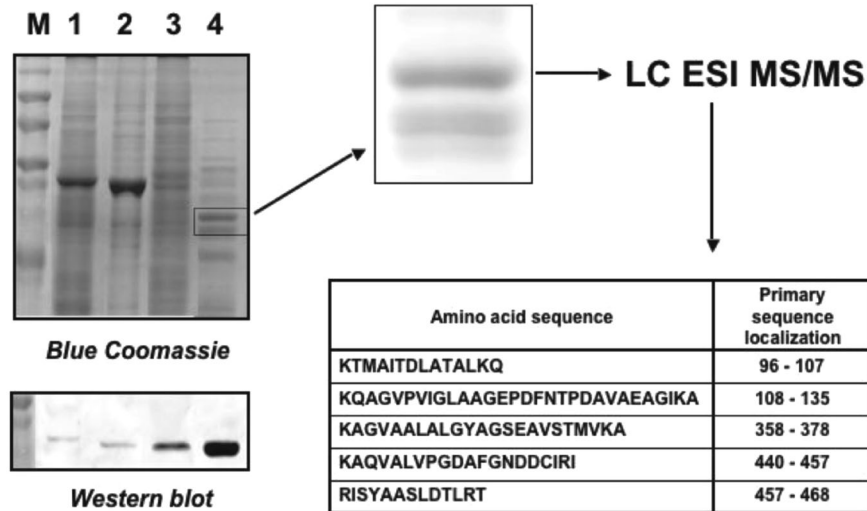 M 1 2 3 4
LC ESI MS/MS
Blue Coomassie
Western blot
Amino acid sequence
Primary
sequence
localization
KTMAITDLATALKQ
96 - 107
KQAGVPVIGLAAGEPDFNTPDAVAEAGIKA
108 - 135
KAGVAALALGYAGSEAVSTMVKA
358 - 378
KAQVALVPGDAFGNDDCIRI
440 - 457
RISYAASLDTLRT
457 - 468